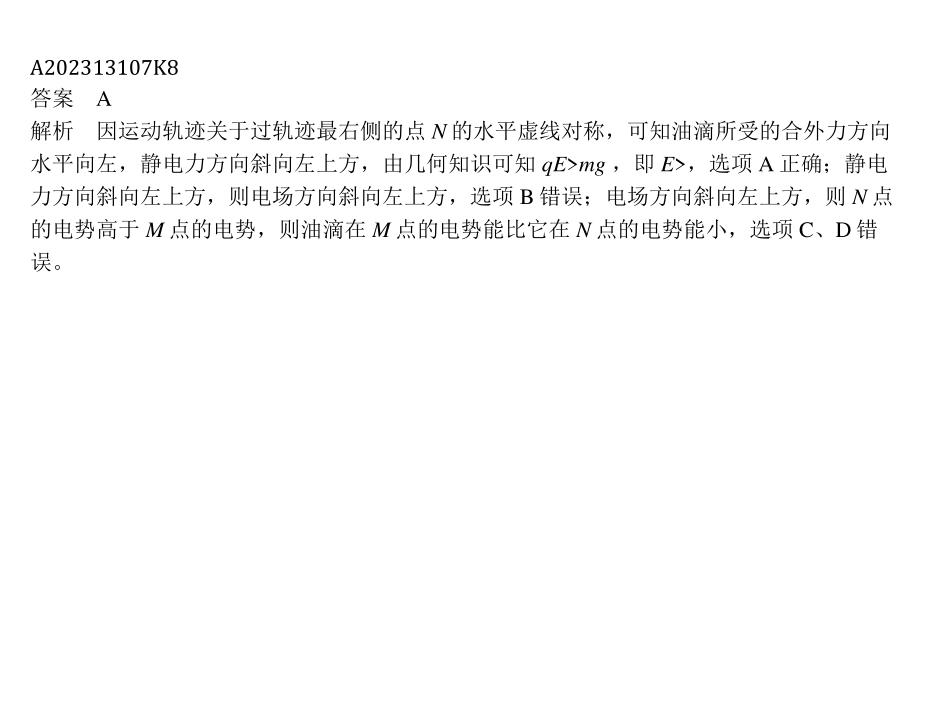 A202313107K8
答案 A
解析 因运动轨迹关于过轨迹最右侧的点 N 的水平虚线对称，可知油滴所受的合外力方向
水平向左，静电力方向斜向左上方，由几何知识可知 qE>mg ，即 E>，选项 A 正确；静电
力方向斜向左上方，则电场方向斜向左上方，选项 B 错误；电场方向斜向左上方，则 N 点
的电势高于 M 点的电势，则油滴在 M 点的电势能比它在 N 点的电势能小，选项 C、D 错
误。